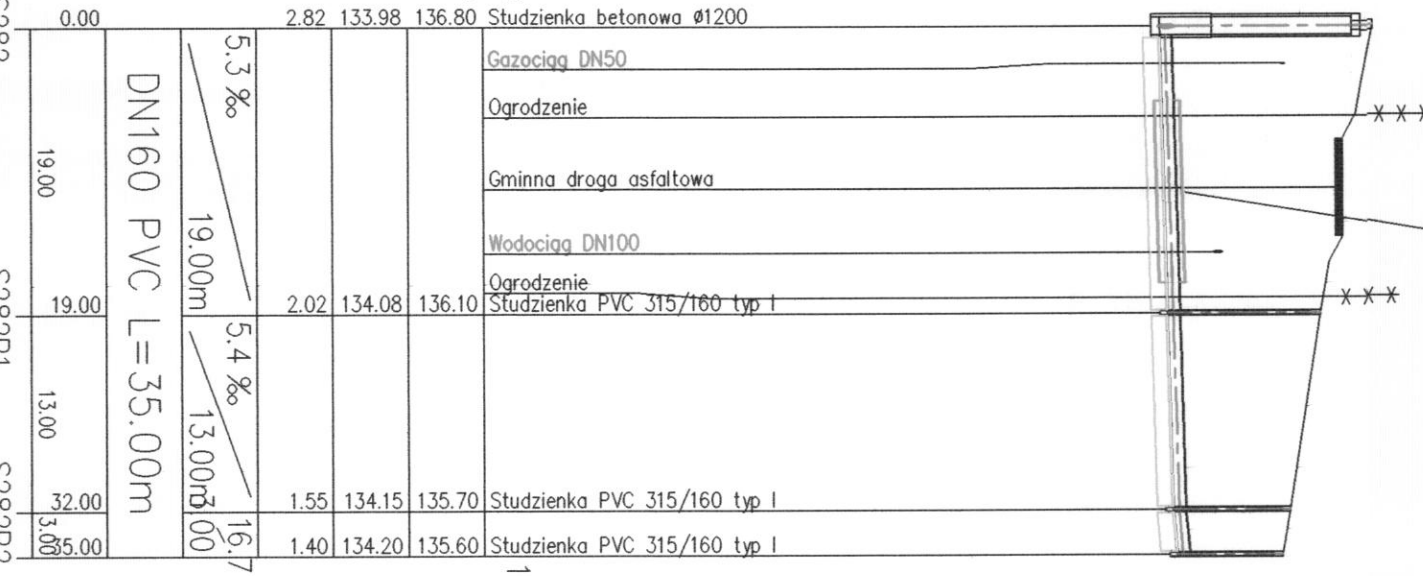 0.00 2.82 133.98 136.80 Studzienka betonowa ø1200
Gazociąg DN50
Ogrodzenie
Gminna droga asfaltowa
Wodociąg DN100
Ogrodzenie
19.00 2.02 134.08 136.10 Studzienka PVC 315/160 typ I
32.00 1.55 134.15 135.70 Studzienka PVC 315/160 typ I
35.00 1.40 134.20 135.60 Studzienka PVC 315/160 typ I
5.3 ‰
19.00m
5.4 ‰
13.00m
16.7
3.00
DN160 PVC L=35.00m
19.00
13.00
3.00